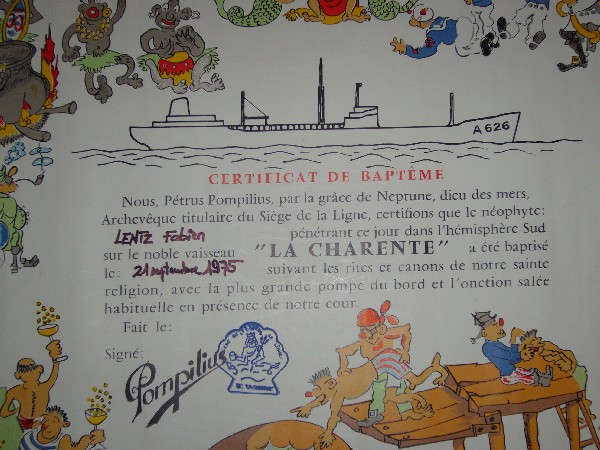 A 626
CERTIFICAT DE BAPTÊME
Nous, Pétrus Pompilius, par la grâce de Neptune, dieu des mers,
Archevêque titulaire du Siège de la Ligne, certifions que le néophyte:
LENTZ Fabien pénétrant ce jour dans l'hémisphère Sud
sur le noble vaisseau "LA CHARENTE" a été baptisé
le: 21 septembre 1975 suivant les rites et canons de notre sainte
religion, avec la plus grande pompe du bord et l'onction salée
habituelle en présence de notre cour.
Fait le:
Signé:
Pompilius